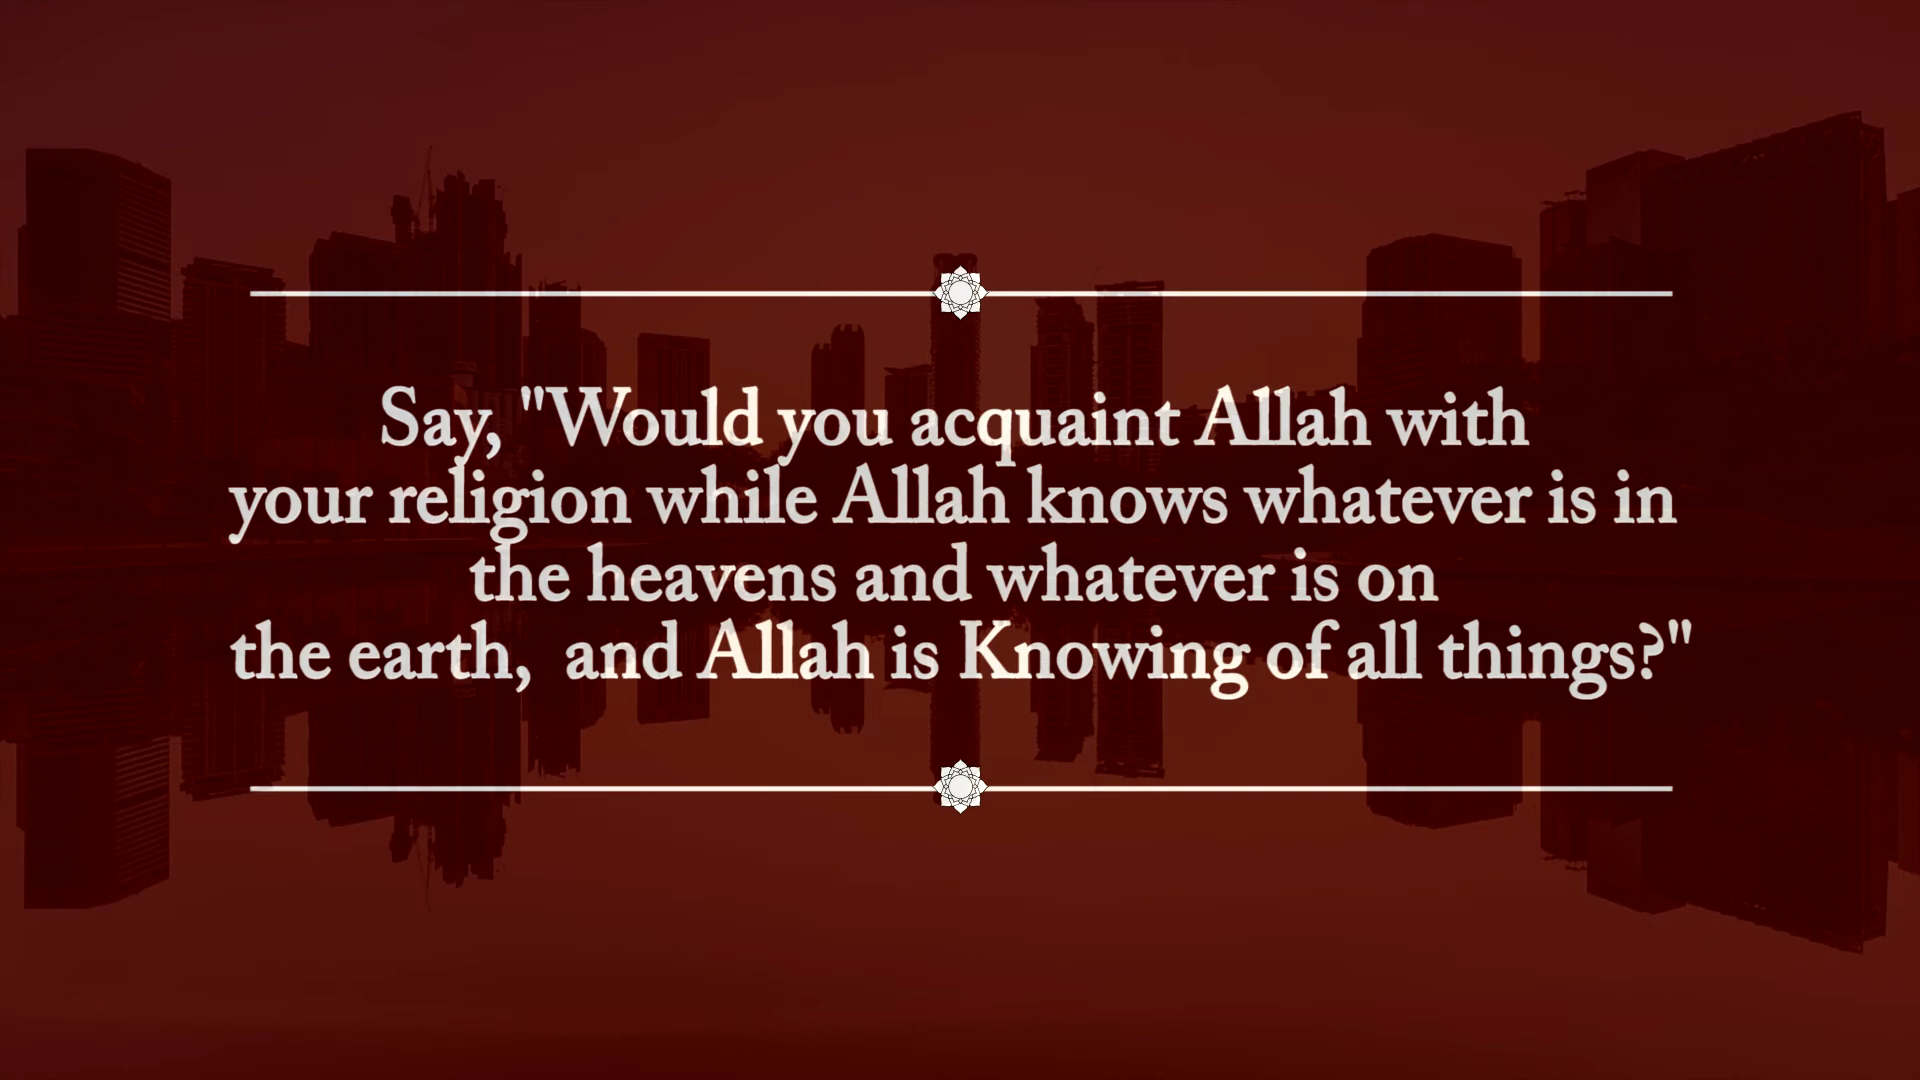 Say, "Would you acquaint Allah with
your religion while Allah knows whatever is in
the heavens and whatever is on
the earth,  and Allah is Knowing of all things?"